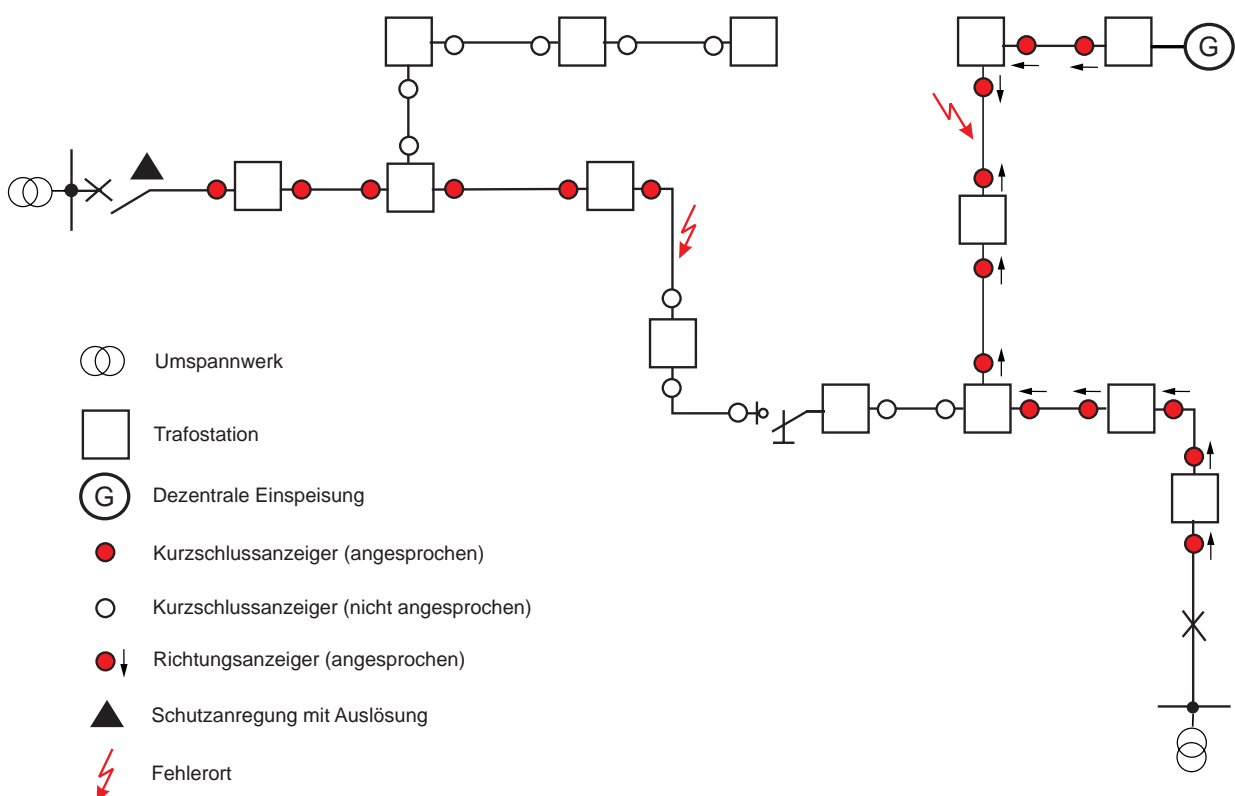 G
Umspannwerk
Trafostation
G
Dezentrale Einspeisung
Kurzschlussanzeiger (angesprochen)
Kurzschlussanzeiger (nicht angesprochen)
Richtungsanzeiger (angesprochen)
Schutzanregung mit Auslösung
Fehlerort